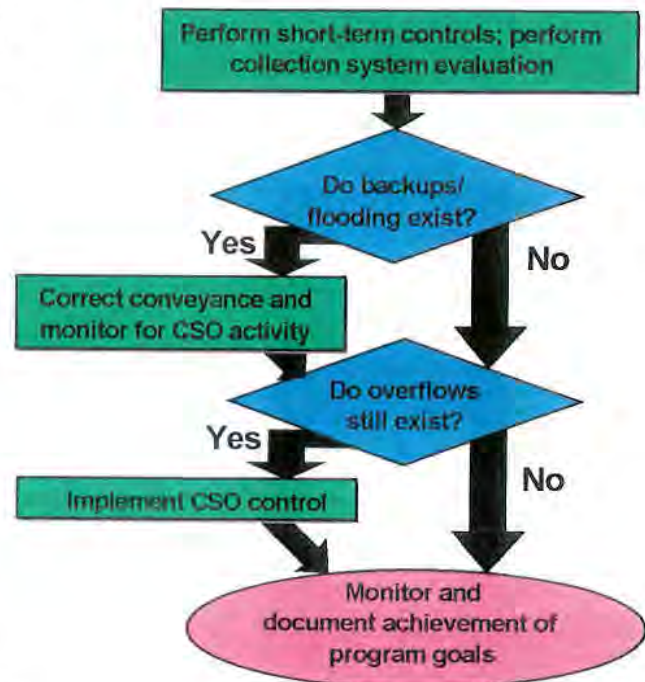 Perform short-term controls; perform
collection system evaluation
Do backups/
flooding exist?
Yes
No
Correct conveyance and
monitor for CSO activity
Do overflows
still exist?
Yes
No
Implement CSO control
Monitor and
document achievement of
program goals